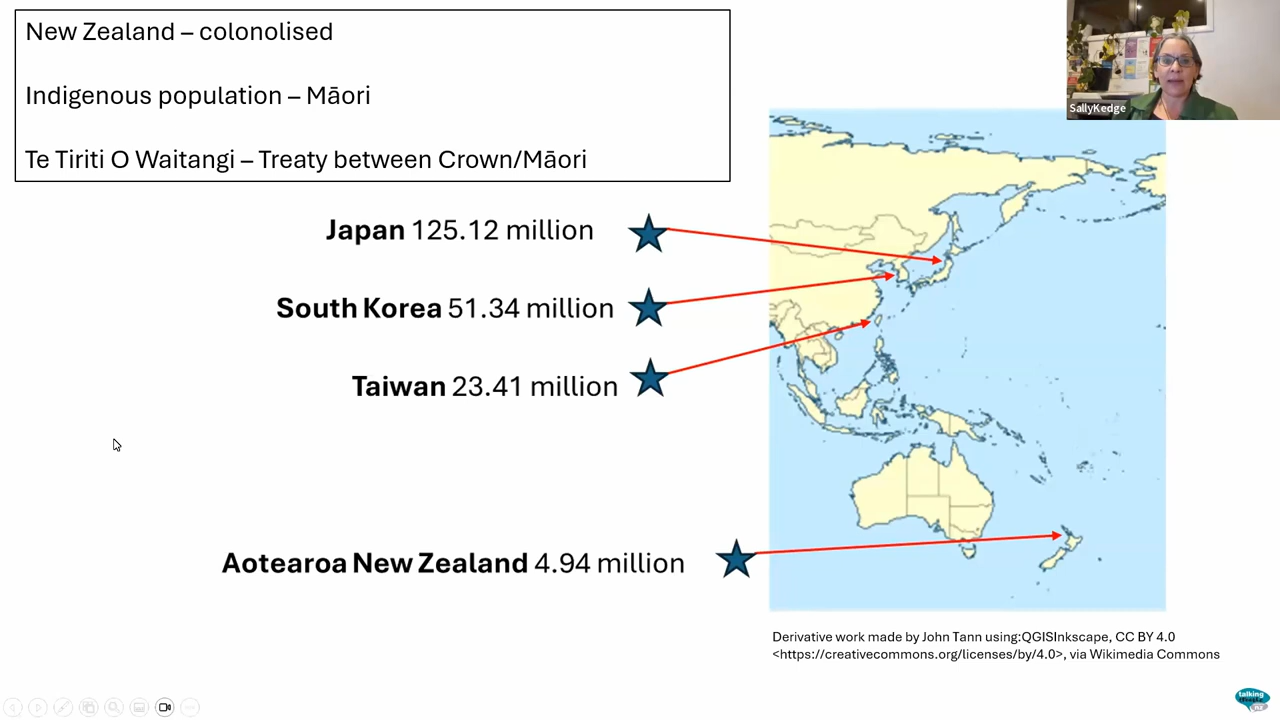 New Zealand – colonolised
Indigenous population – Māori
Te Tiriti O Waitangi – Treaty between Crown/Māori
SallyKedge
Japan 125.12 million
South Korea 51.34 million
Taiwan 23.41 million
Aotearoa New Zealand 4.94 million
Derivative work made by John Tann using:QGISInkscape, CC BY 4.0
<https://creativecommons.org/licenses/by/4.0>, via Wikimedia Commons
talking